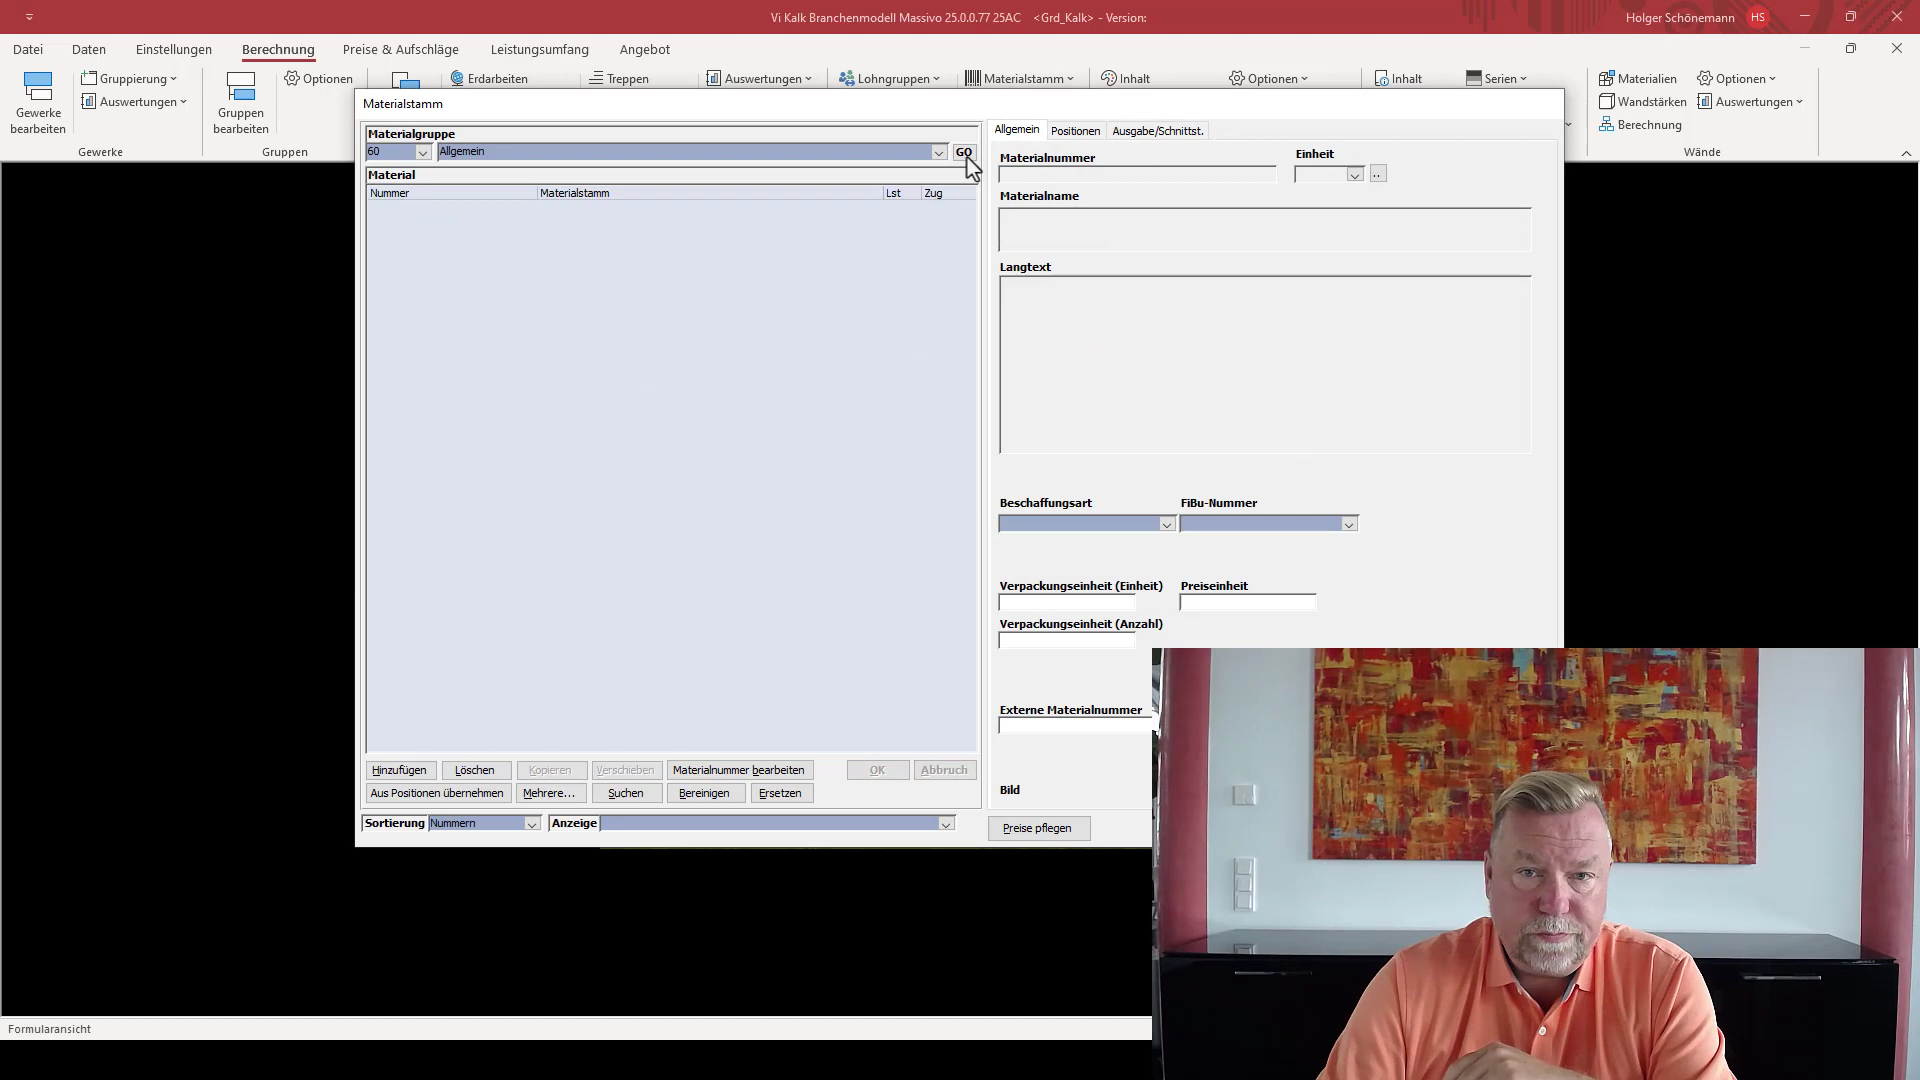 Vi Kalk Branchenmodell Massivo 25.0.0.77 25AC <Grd_Kalk> - Version:
Holger Schönemann HS
Datei Daten Einstellungen Berechnung Preise & Aufschläge Leistungsumfang Angebot
Gewerke bearbeiten
Gruppierung
Auswertungen
Gewerke
Gruppen bearbeiten
Optionen
Gruppen
Erdarbeiten
Treppen
Auswertungen
Lohngruppen
Materialstamm
Inhalt
Optionen
Inhalt
Serien
Materialien
Optionen
Wandstärken
Auswertungen
Berechnung
Wände
Materialstamm
Materialgruppe
60 Allgemein GO
Material
Nummer Materialstamm Lst Zug
Hinzufügen Löschen Kopieren Verschieben Materialnummer bearbeiten OK Abbruch
Aus Positionen übernehmen Mehrere... Suchen Bereinigen Ersetzen
Sortierung Nummern Anzeige
Allgemein Positionen Ausgabe/Schnittst.
Materialnummer Einheit
..
Materialname
Langtext
Beschaffungsart FiBu-Nummer
Verpackungseinheit (Einheit) Preiseinheit
Verpackungseinheit (Anzahl)
Externe Materialnummer
Bild
Preise pflegen
Formularansicht